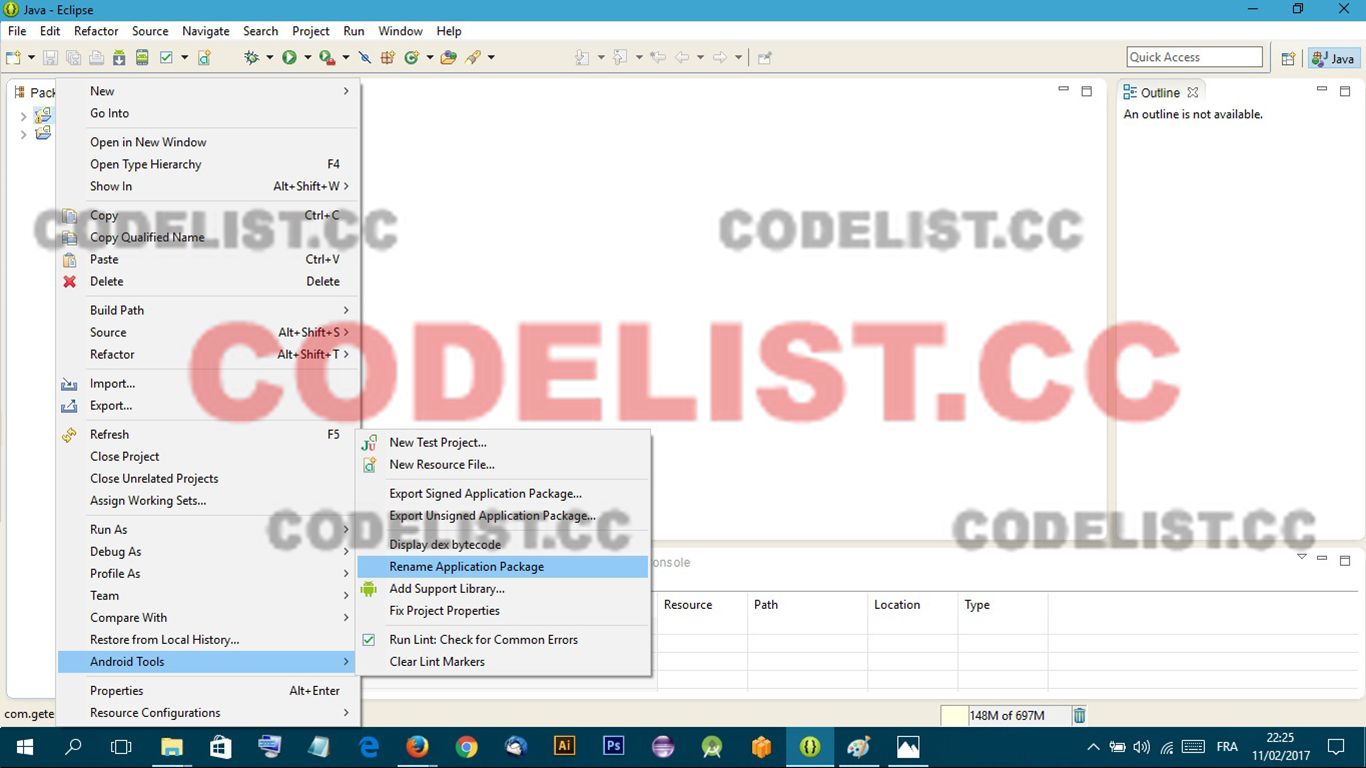 Java - Eclipse
File Edit Refactor Source Navigate Search Project Run Window Help
Quick Access
Java
Pack
Outline
An outline is not available.
New
Go Into
Open in New Window
Open Type Hierarchy F4
Show In Alt+Shift+W
Copy Ctrl+C
Copy Qualified Name
Paste Ctrl+V
Delete Delete
Build Path
Source Alt+Shift+S
Refactor Alt+Shift+T
Import...
Export...
Refresh F5
Close Project
Close Unrelated Projects
Assign Working Sets...
Run As
Debug As
Profile As
Team
Compare With
Restore from Local History...
Android Tools
Properties Alt+Enter
Resource Configurations
New Test Project...
New Resource File...
Export Signed Application Package...
Export Unsigned Application Package...
Display dex bytecode
Rename Application Package
Add Support Library...
Fix Project Properties
Run Lint: Check for Common Errors
Clear Lint Markers
CODELIST.CC CODELIST.CC
CODELIST.CC
CODELIST.CC CODELIST.CC
onsole
Resource Path Location Type
com.gete
148M of 697M
Ai Ps
FRA
22:25
11/02/2017